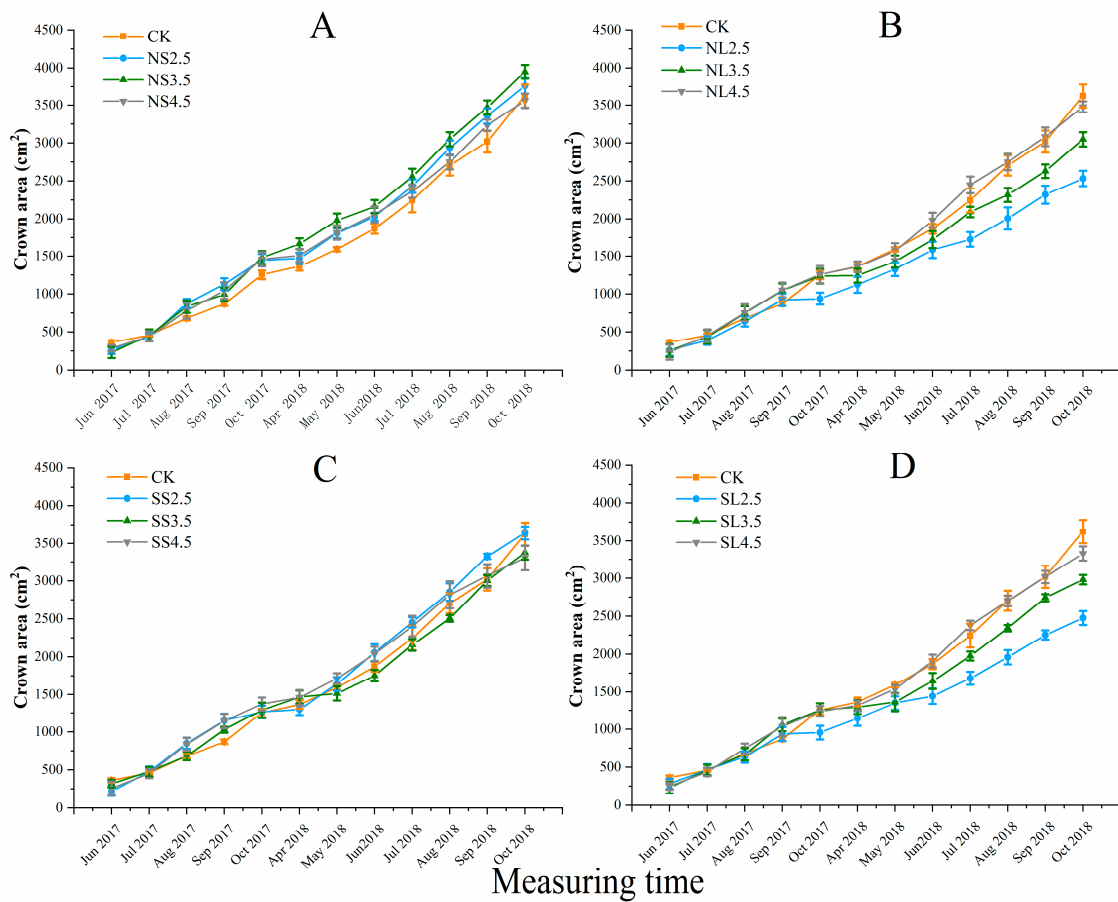 A
CK
NS2.5
NS3.5
NS4.5
Crown area (cm2)
4500
4000
3500
3000
2500
2000
1500
1000
500
0
Jun 2017
Jul 2017
Aug 2017
Sep 2017
Oct 2017
Apr 2018
May 2018
Jun2018
Jul 2018
Aug 2018
Sep 2018
Oct 2018
B
CK
NL2.5
NL3.5
NL4.5
Crown area (cm2)
4500
4000
3500
3000
2500
2000
1500
1000
500
0
Jun 2017
Jul 2017
Aug 2017
Sep 2017
Oct 2017
Apr 2018
May 2018
Jun2018
Jul 2018
Aug 2018
Sep 2018
Oct 2018
C
CK
SS2.5
SS3.5
SS4.5
Crown area (cm2)
4500
4000
3500
3000
2500
2000
1500
1000
500
0
Jun 2017
Jul 2017
Aug 2017
Sep 2017
Oct 2017
Apr 2018
May 2018
Jun2018
Jul 2018
Aug 2018
Sep 2018
Oct 2018
D
CK
SL2.5
SL3.5
SL4.5
Crown area (cm2)
4500
4000
3500
3000
2500
2000
1500
1000
500
0
Jun 2017
Jul 2017
Aug 2017
Sep 2017
Oct 2017
Apr 2018
May 2018
Jun2018
Jul 2018
Aug 2018
Sep 2018
Oct 2018
Measuring time